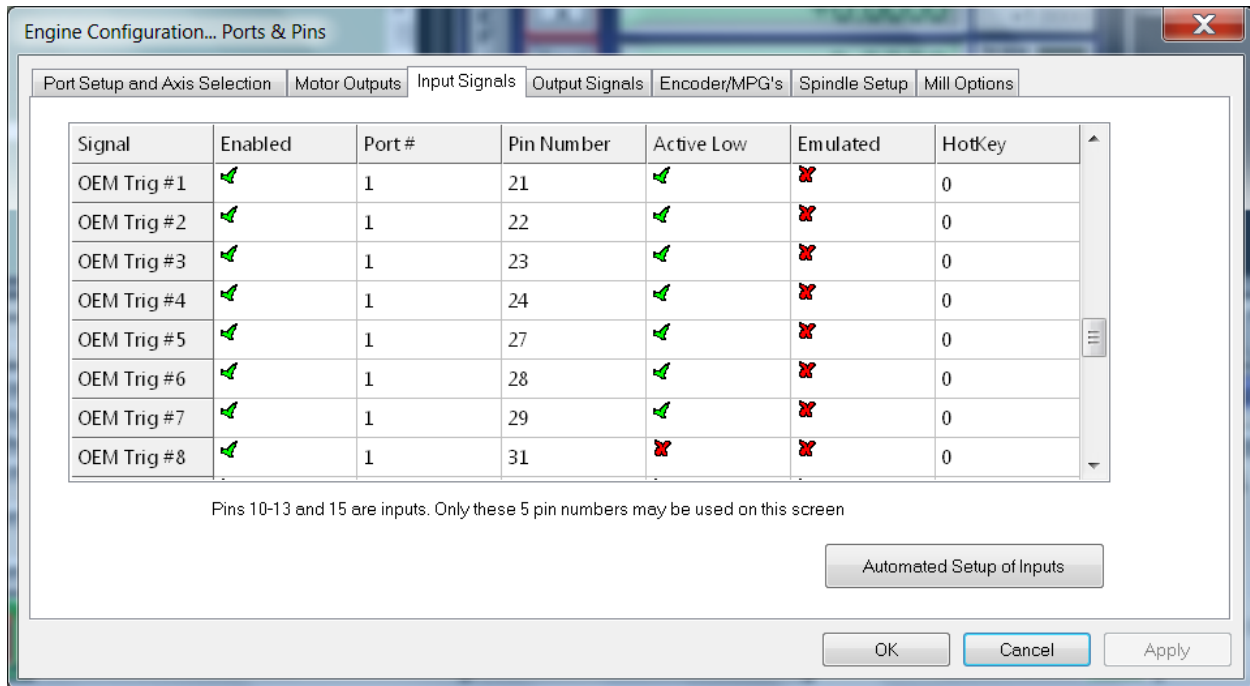 Engine Configuration... Ports & Pins
Port Setup and Axis Selection Motor Outputs Input Signals Output Signals Encoder/MPG's Spindle Setup Mill Options
Signal Enabled Port # Pin Number Active Low Emulated HotKey
OEM Trig #1 1 21 0
OEM Trig #2 1 22 0
OEM Trig #3 1 23 0
OEM Trig #4 1 24 0
OEM Trig #5 1 27 0
OEM Trig #6 1 28 0
OEM Trig #7 1 29 0
OEM Trig #8 1 31 0
Pins 10-13 and 15 are inputs. Only these 5 pin numbers may be used on this screen
Automated Setup of Inputs
OK Cancel Apply